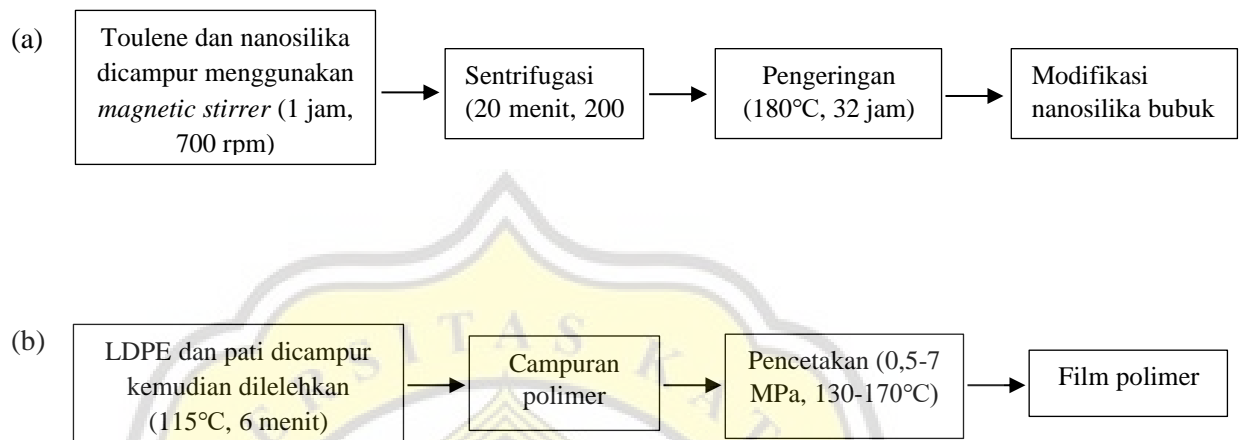 (a)
Toulene dan nanosilika
dicampur menggunakan
magnetic stirrer (1 jam,
700 rpm)
Sentrifugasi
(20 menit, 200
Pengeringan
(180°C, 32 jam)
Modifikasi
nanosilika bubuk
(b)
LDPE dan pati dicampur
kemudian dilelehkan
(115°C, 6 menit)
Campuran
polimer
Pencetakan (0,5-7
MPa, 130-170°C)
Film polimer